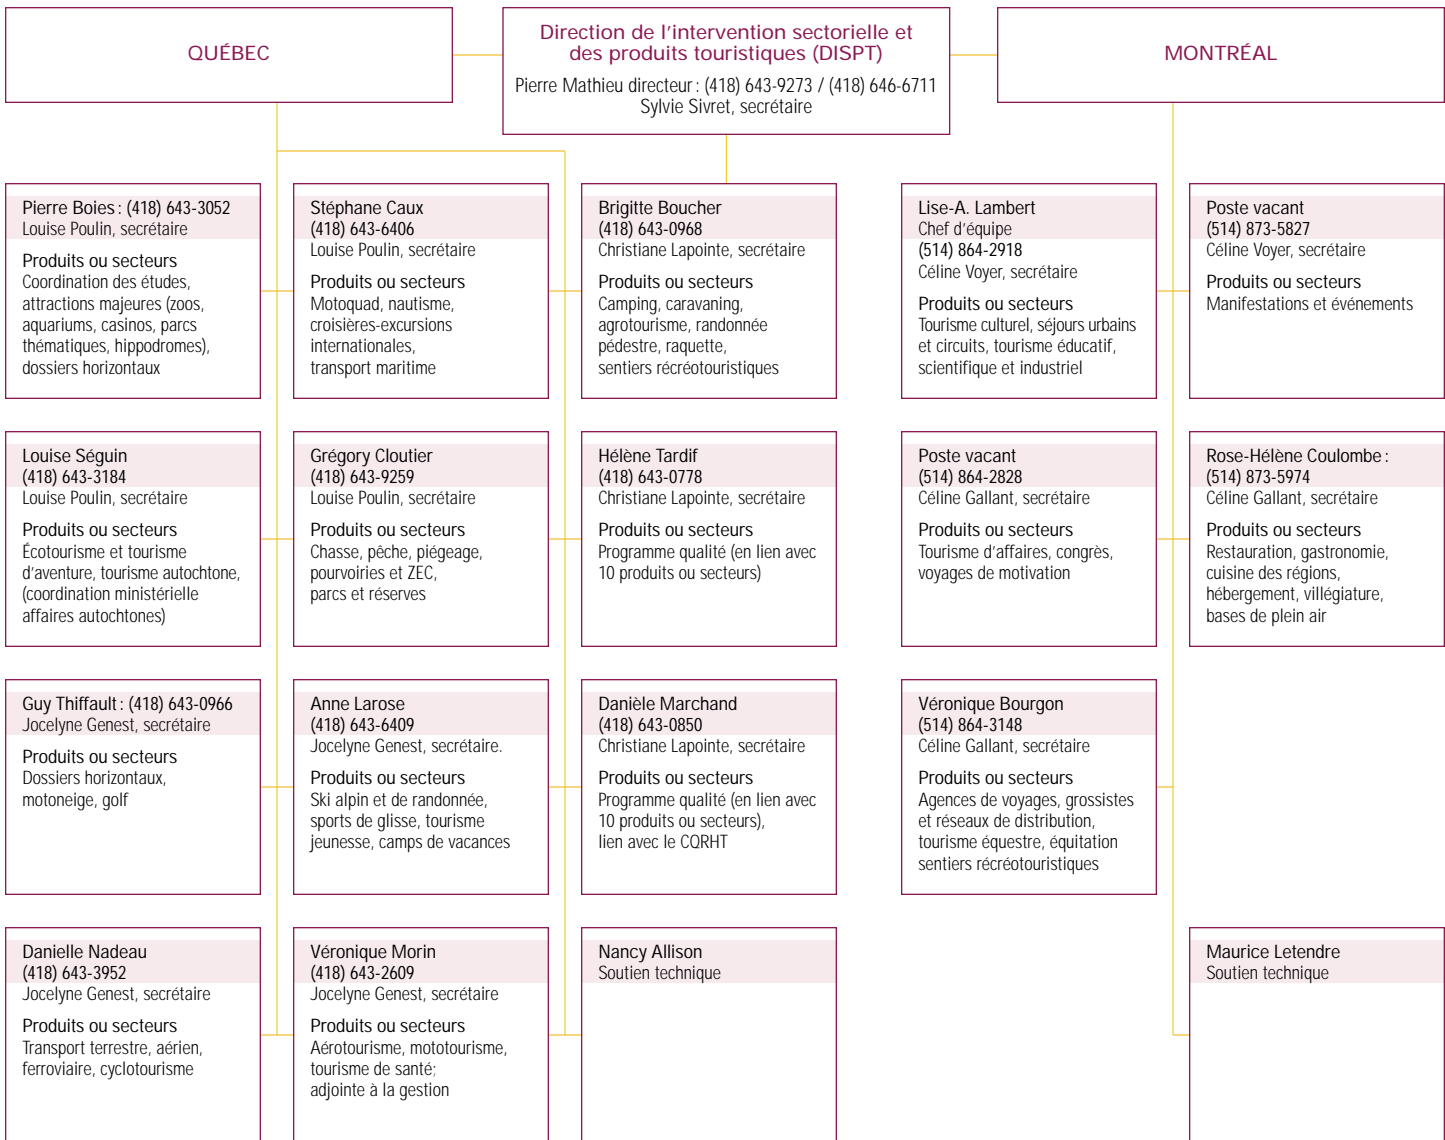 QUÉBEC
Direction de l'intervention sectorielle et
des produits touristiques (DISPT)
Pierre Mathieu directeur : (418) 643-9273 / (418) 646-6711
Sylvie Sivret, secrétaire
MONTRÉAL
Pierre Boies : (418) 643-3052
Louise Poulin, secrétaire
Produits ou secteurs
Coordination des études,
attractions majeures (zoos,
aquariums, casinos, parcs
thématiques, hippodromes),
dossiers horizontaux
Stéphane Caux
(418) 643-6406
Louise Poulin, secrétaire
Produits ou secteurs
Motoquad, nautisme,
croisières-excursions
internationales,
transport maritime
Brigitte Boucher
(418) 643-0968
Christiane Lapointe, secrétaire
Produits ou secteurs
Camping, caravaning,
agrotourisme, randonnée
pédestre, raquette,
sentiers récréotouristiques
Lise-A. Lambert
Chef d'équipe
(514) 864-2918
Céline Voyer, secrétaire
Produits ou secteurs
Tourisme culturel, séjours urbains
et circuits, tourisme éducatif,
scientifique et industriel
Poste vacant
(514) 873-5827
Céline Voyer, secrétaire
Produits ou secteurs
Manifestations et événements
Louise Séguin
(418) 643-3184
Louise Poulin, secrétaire
Produits ou secteurs
Écotourisme et tourisme
d'aventure, tourisme autochtone,
(coordination ministérielle
affaires autochtones)
Grégory Cloutier
(418) 643-9259
Louise Poulin, secrétaire
Produits ou secteurs
Chasse, pêche, piégeage,
pourvoiries et ZEC,
parcs et réserves
Hélène Tardif
(418) 643-0778
Christiane Lapointe, secrétaire
Produits ou secteurs
Programme qualité (en lien avec
10 produits ou secteurs)
Poste vacant
(514) 864-2828
Céline Gallant, secrétaire
Produits ou secteurs
Tourisme d'affaires, congrès,
voyages de motivation
Rose-Hélène Coulombe :
(514) 873-5974
Céline Gallant, secrétaire
Produits ou secteurs
Restauration, gastronomie,
cuisine des régions,
hébergement, villégiature,
bases de plein air
Guy Thiffault : (418) 643-0966
Jocelyne Genest, secrétaire
Produits ou secteurs
Dossiers horizontaux,
motoneige, golf
Anne Larose
(418) 643-6409
Jocelyne Genest, secrétaire.
Produits ou secteurs
Ski alpin et de randonnée,
sports de glisse, tourisme
jeunesse, camps de vacances
Danièle Marchand
(418) 643-0850
Christiane Lapointe, secrétaire
Produits ou secteurs
Programme qualité (en lien avec
10 produits ou secteurs),
lien avec le CQRHT
Véronique Bourgon
(514) 864-3148
Céline Gallant, secrétaire
Produits ou secteurs
Agences de voyages, grossistes
et réseaux de distribution,
tourisme équestre, équitation
sentiers récréotouristiques
Danielle Nadeau
(418) 643-3952
Jocelyne Genest, secrétaire
Produits ou secteurs
Transport terrestre, aérien,
ferroviaire, cyclotourisme
Véronique Morin
(418) 643-2609
Jocelyne Genest, secrétaire
Produits ou secteurs
Aérotourisme, mototourisme,
tourisme de santé;
adjointe à la gestion
Nancy Allison
Soutien technique
Maurice Letendre
Soutien technique